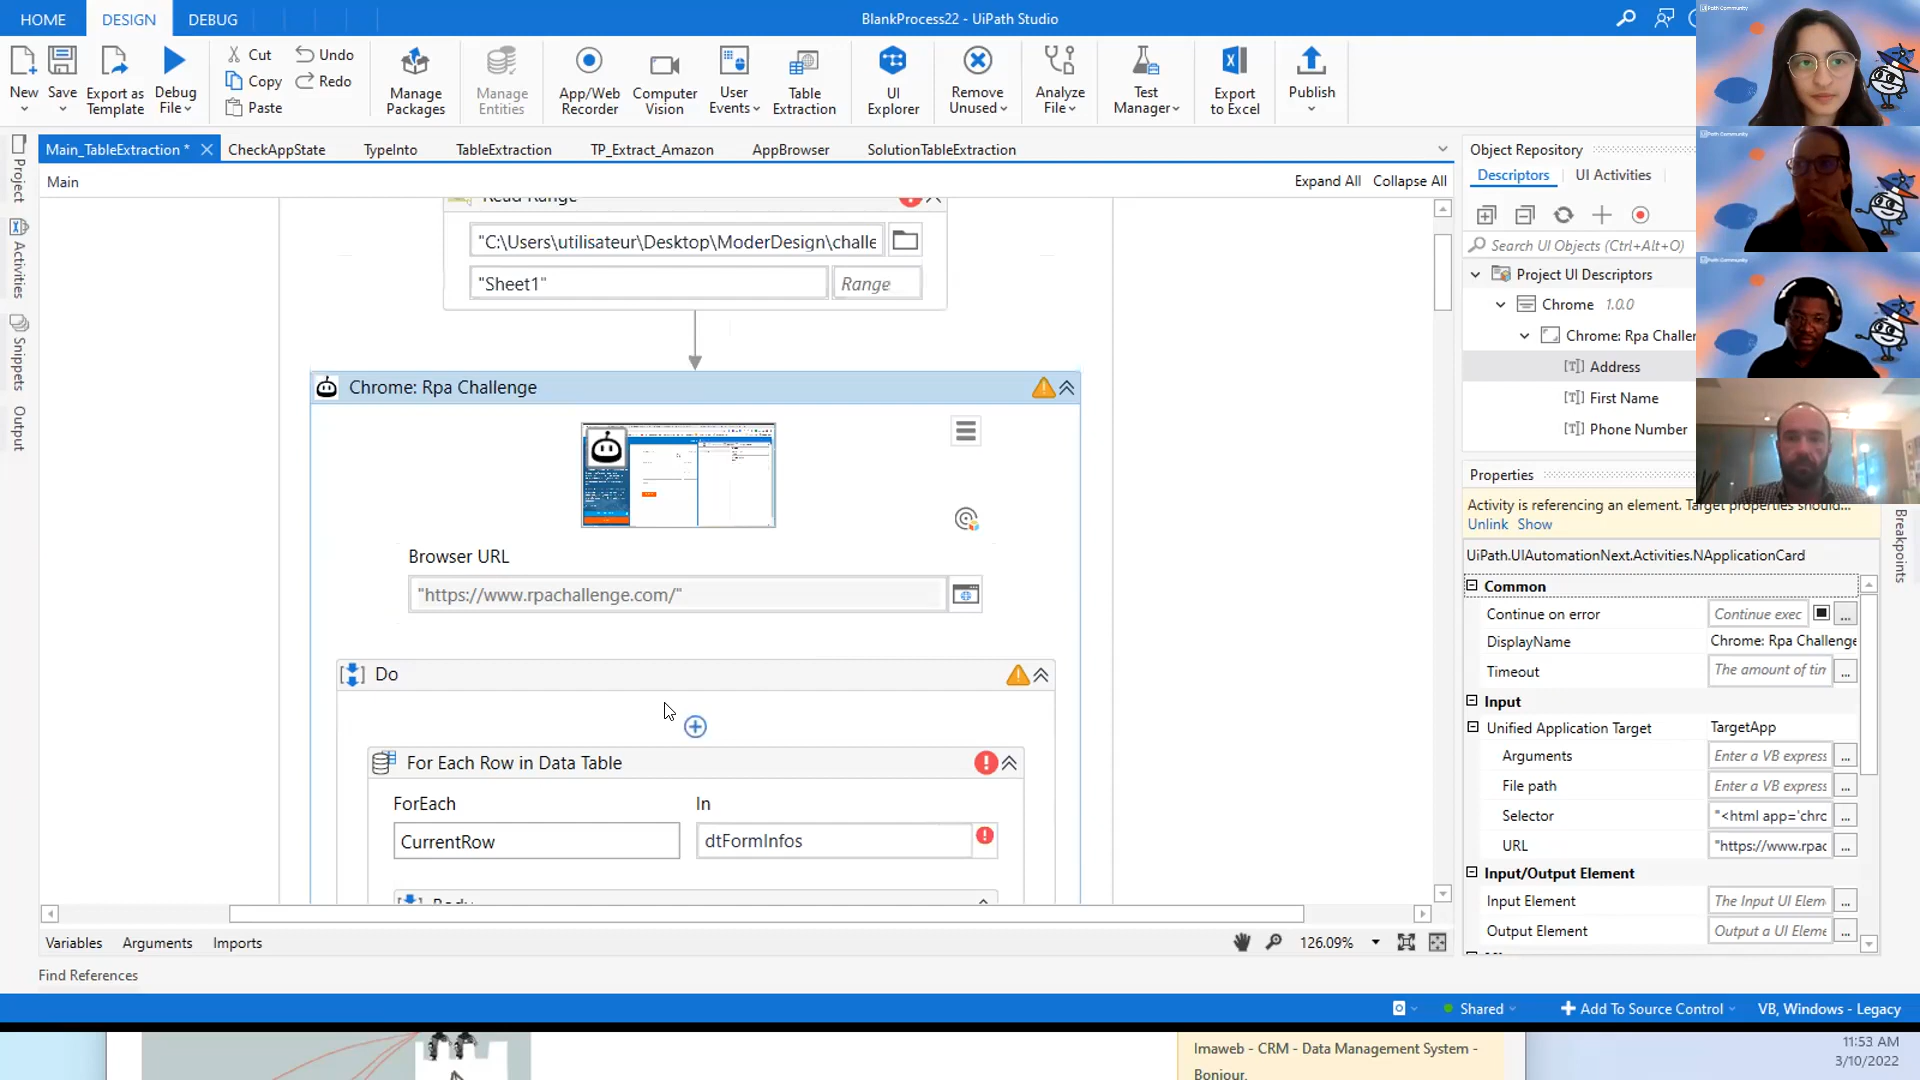 HOME
DESIGN
DEBUG
BlankProcess22 - UiPath Studio
New
Save
Export as
Template
Debug
File
Cut
Copy
Paste
Undo
Redo
Manage
Packages
Manage
Entities
App/Web
Recorder
Computer
Vision
User
Events
Table
Extraction
UI
Explorer
Remove
Unused
Analyze
File
Test
Manager
Export
to Excel
Publish
Main_TableExtraction *
CheckAppState
TypeInto
TableExtraction
TP_Extract_Amazon
AppBrowser
SolutionTableExtraction
Project
Activities
Snippets
Output
Main
Expand All
Collapse All
Read Range
"C:\Users\utilisateur\Desktop\ModerDesign\challe
"Sheet1"
Range
Chrome: Rpa Challenge
Browser URL
"https://www.rpachallenge.com/"
Do
For Each Row in Data Table
ForEach
In
CurrentRow
dtFormInfos
Body
Variables
Arguments
Imports
126.09%
Find References
Object Repository
Descriptors
UI Activities
Search UI Objects (Ctrl+Alt+O)
Project UI Descriptors
Chrome 1.0.0
Chrome: Rpa Challer
Address
First Name
Phone Number
Properties
Activity is referencing an element. Target properties should...
Unlink Show
UiPath.UIAutomationNext.Activities.NApplicationCard
Common
Continue on error
Continue exec
...
DisplayName
Chrome: Rpa Challenge
Timeout
The amount of tim
...
Input
Unified Application Target
TargetApp
Arguments
Enter a VB express
...
File path
Enter a VB express
...
Selector
"<html app='chrc
...
URL
"https://www.rpac
...
Input/Output Element
Input Element
The Input UI Elem
...
Output Element
Output a UI Eleme
...
Breakpoints
Shared
Add To Source Control
VB, Windows - Legacy
Imaweb - CRM - Data Management System -
Bonjour,
11:53 AM
3/10/2022